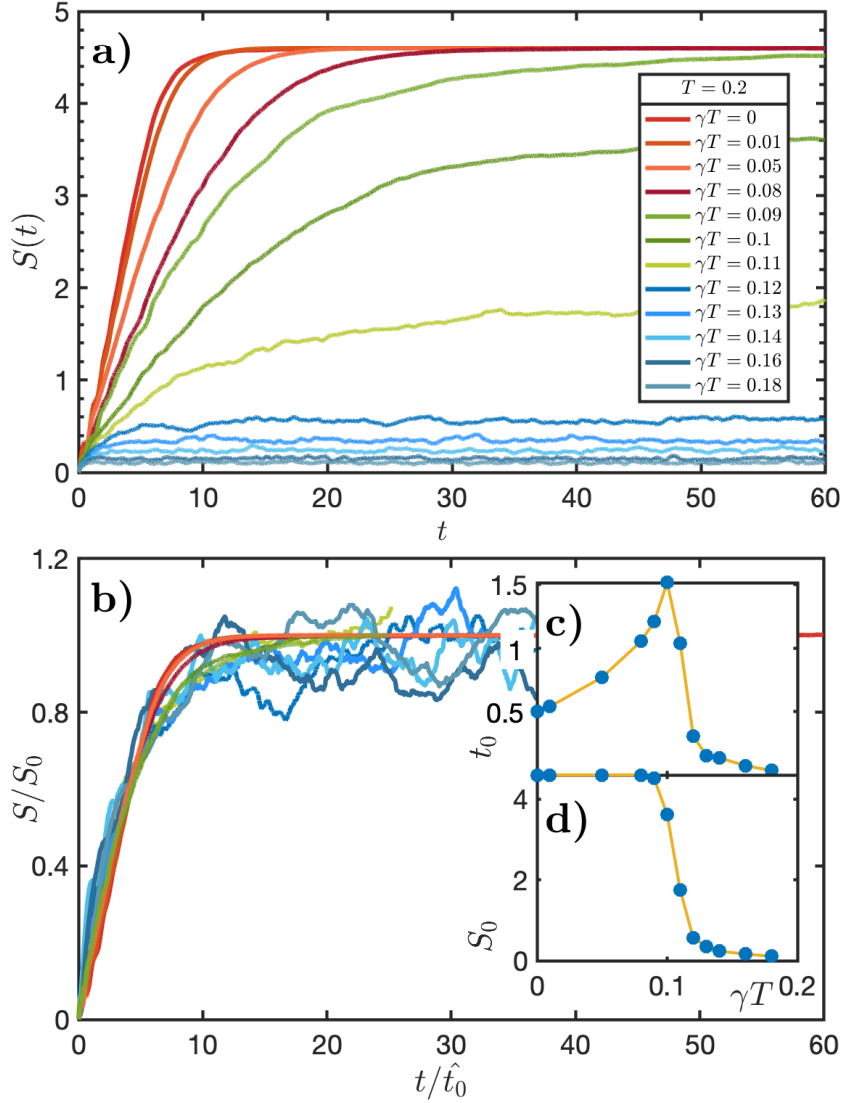 a)
5
4
3
2
1
0
S(t)
0 10 20 30 40 50 60
t
T = 0.2
γT = 0
γT = 0.01
γT = 0.05
γT = 0.08
γT = 0.09
γT = 0.1
γT = 0.11
γT = 0.12
γT = 0.13
γT = 0.14
γT = 0.16
γT = 0.18
b)
1.2
0.8
0.4
0
S/S₀
0 10 20 30 40 50 60
t/t̂₀
c)
1.5
1
0.5
t₀
d)
4
2
0
S₀
0 0.1 0.2
γT